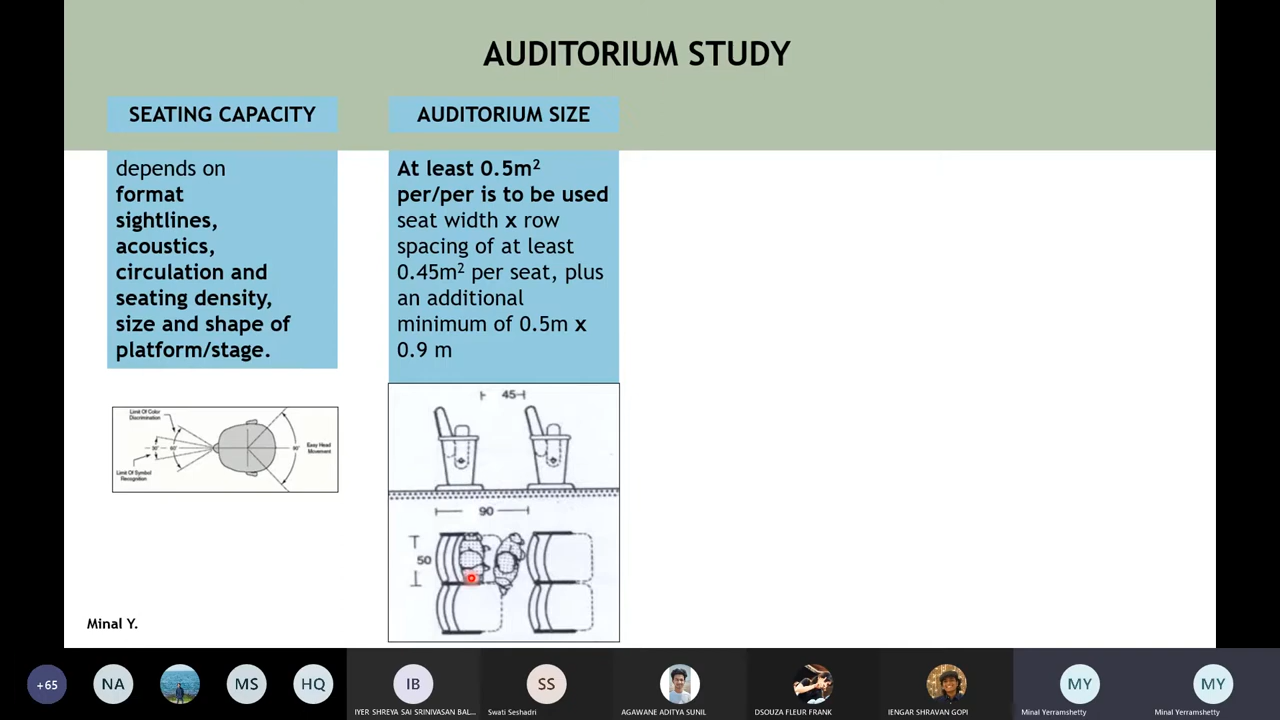 AUDITORIUM STUDY
SEATING CAPACITY
depends on
format
sightlines,
acoustics,
circulation and
seating density,
size and shape of
platform/stage.
AUDITORIUM SIZE
At least 0.5m²
per/per is to be used
seat width x row
spacing of at least
0.45m² per seat, plus
an additional
minimum of 0.5m x
0.9 m
Limit Of Color
Discrimination
30°
60°
90°
Easy Head
Movement
Limit Of Symbol
Recognition
45
90
50
Minal Y.
+65
NA
MS
HQ
IB
IYER SHREYA SAI SRINIVASAN BAL...
SS
Swati Seshadri
AGAWANE ADITYA SUNIL
DSOUZA FLEUR FRANK
IENGAR SHRAVAN GOPI
MY
Minal Yerramshetty
MY
Minal Yerramshetty